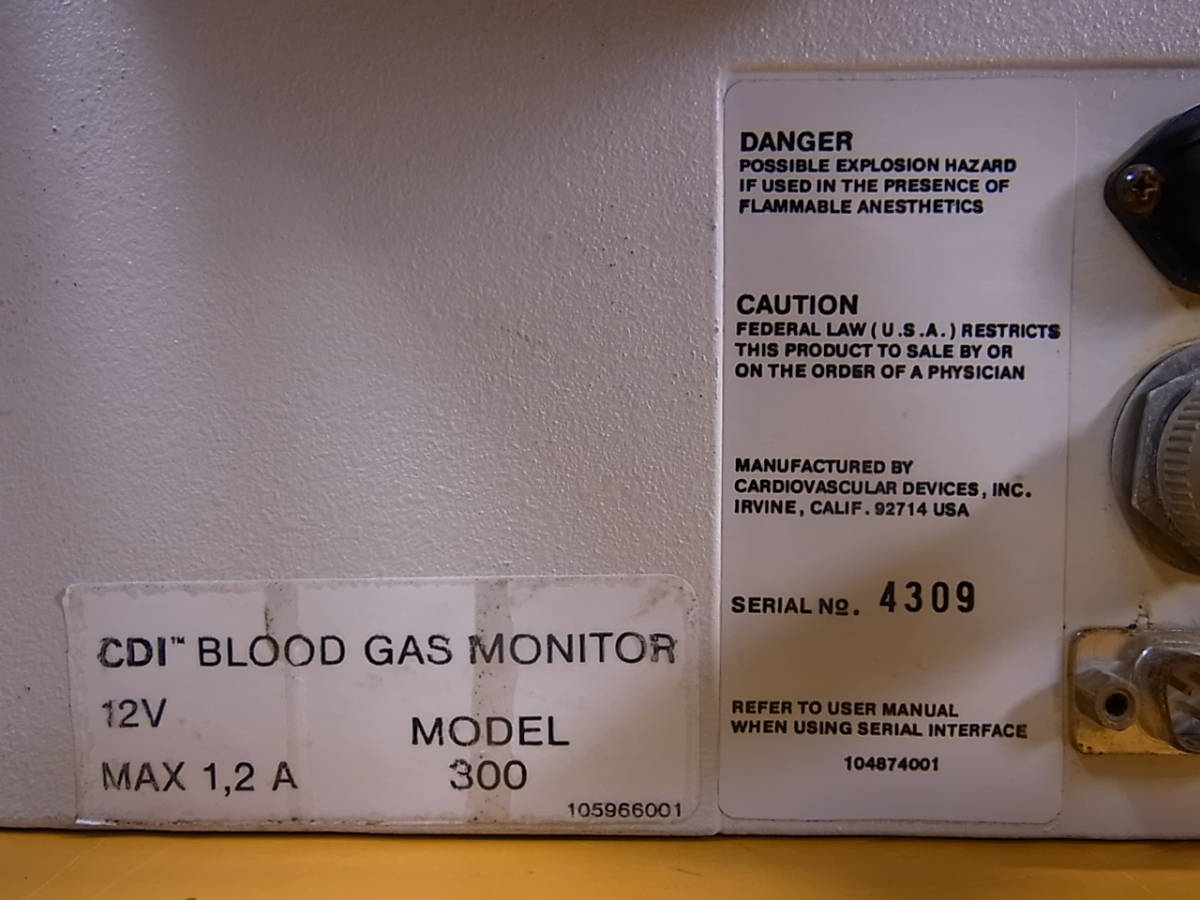 DANGER
POSSIBLE EXPLOSION HAZARD
IF USED IN THE PRESENCE OF
FLAMMABLE ANESTHETICS
CAUTION
FEDERAL LAW (U.S.A.) RESTRICTS
THIS PRODUCT TO SALE BY OR
ON THE ORDER OF A PHYSICIAN
MANUFACTURED BY
CARDIOVASCULAR DEVICES, INC.
IRVINE, CALIF. 92714 USA
SERIAL Nº. 4309
REFER TO USER MANUAL
WHEN USING SERIAL INTERFACE
104874001
CDI™ BLOOD GAS MONITOR
12V
MODEL
MAX 1,2 A
300
105966001